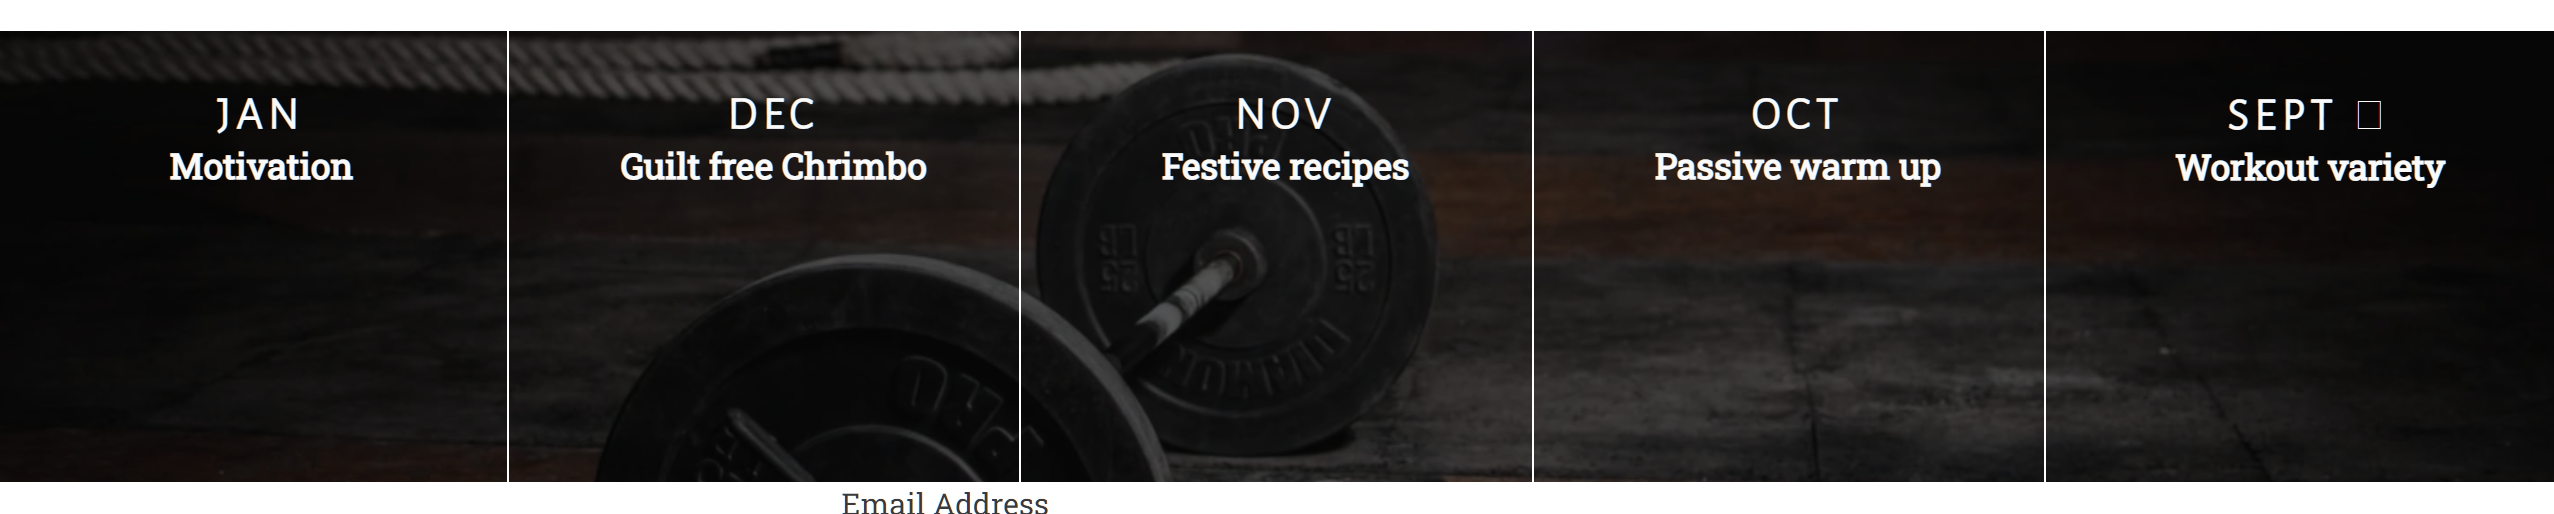 JAN
Motivation
DEC
Guilt free Chrimbo
NOV
Festive recipes
OCT
Passive warm up
SEPT □
Workout variety
Email Address